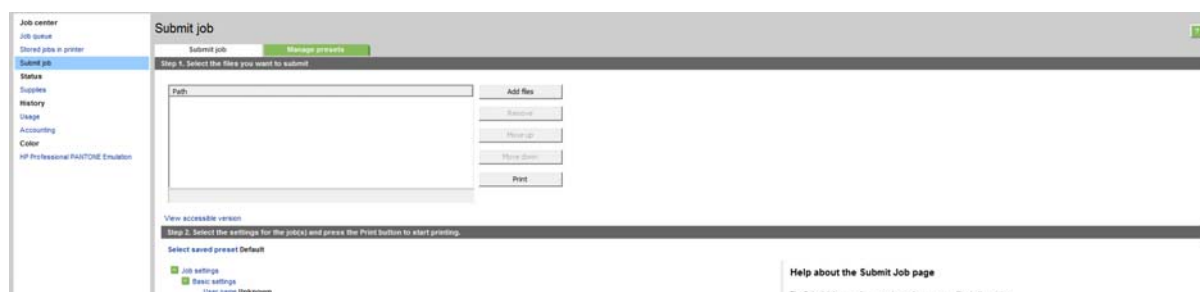 Job center
Job queue
Stored jobs in printer
Submit job
Status
Supplies
History
Usage
Accounting
Color
HP Professional PANTONE Emulation
Submit job
?
Submit job
Manage presets
Step 1. Select the files you want to submit
Path
Add files
Remove
Move up
Move down
Print
View accessible version
Step 2. Select the settings for the job(s) and press the Print button to start printing.
Select saved preset Default
Job settings
Basic settings
User name Unknown
Help about the Submit Job page